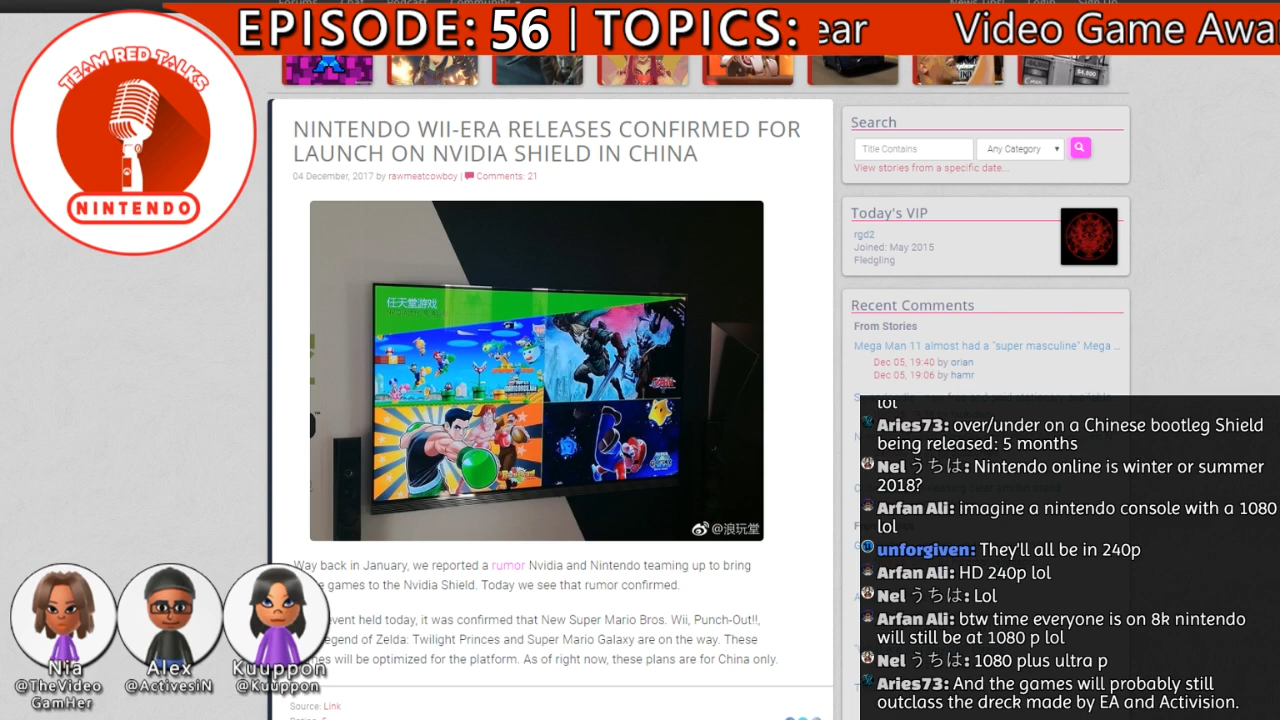 Forums Chat Podcast Community
News Tips! Login Sign Up
EPISODE: 56 | TOPICS: ear Video Game Awa
TEAM RED TALKS
NINTENDO
NINTENDO WII-ERA RELEASES CONFIRMED FOR
LAUNCH ON NVIDIA SHIELD IN CHINA
04 December, 2017 by rawmeatcowboy | Comments: 21
任天堂游戏
@浪玩堂
Way back in January, we reported a rumor Nvidia and Nintendo teaming up to bring
games to the Nvidia Shield. Today we see that rumor confirmed.
event held today, it was confirmed that New Super Mario Bros. Wii, Punch-Out!!,
egend of Zelda: Twilight Princes and Super Mario Galaxy are on the way. These
es will be optimized for the platform. As of right now, these plans are for China only.
Source: Link
Search
Title Contains
Any Category
View stories from a specific date...
Today's VIP
rgd2
Joined: May 2015
Fledgling
Recent Comments
From Stories
Mega Man 11 almost had a "super masculine" Mega ...
Dec 05, 19:40 by orian
Dec 05, 19:06 by hamr
lol
Aries73: over/under on a Chinese bootleg Shield
being released: 5 months
Nel うちは: Nintendo online is winter or summer
2018?
Arfan Ali: imagine a nintendo console with a 1080
lol
unforgiven: They'll all be in 240p
Arfan Ali: HD 240p lol
Nel うちは: Lol
Arfan Ali: btw time everyone is on 8k nintendo
will still be at 1080 p lol
Nel うちは: 1080 plus ultra p
Aries73: And the games will probably still
outclass the dreck made by EA and Activision.
Nia
@TheVideo
GamHer
Alex
@ActivesiN
Kuuppon
@Kuuppon